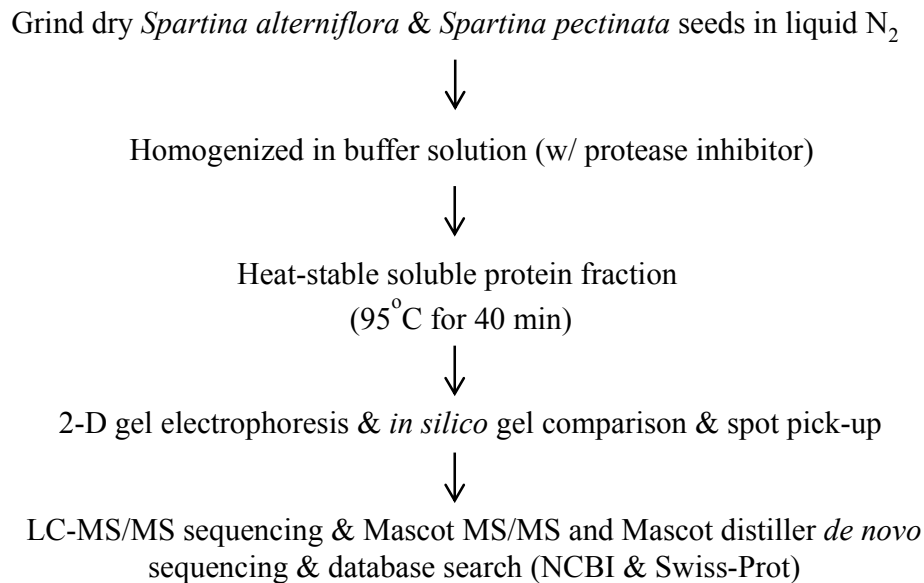 Grind dry Spartina alterniflora & Spartina pectinata seeds in liquid N₂
Homogenized in buffer solution (w/ protease inhibitor)
Heat-stable soluble protein fraction
(95°C for 40 min)
2-D gel electrophoresis & in silico gel comparison & spot pick-up
LC-MS/MS sequencing & Mascot MS/MS and Mascot distiller de novo
sequencing & database search (NCBI & Swiss-Prot)